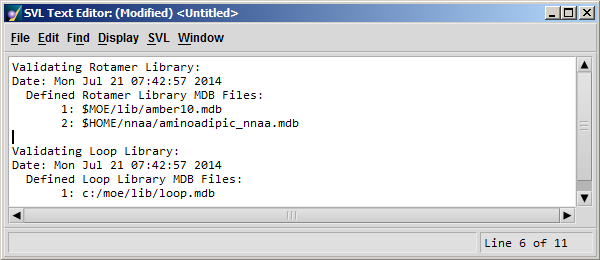 SVL Text Editor: (Modified) <Untitled>
File Edit Find Display SVL Window
Validating Rotamer Library:
Date: Mon Jul 21 07:42:57 2014
  Defined Rotamer Library MDB Files:
       1: $MOE/lib/amber10.mdb
       2: $HOME/nnaa/aminoadipic_nnaa.mdb

Validating Loop Library:
Date: Mon Jul 21 07:42:57 2014
  Defined Loop Library MDB Files:
       1: c:/moe/lib/loop.mdb
Line 6 of 11